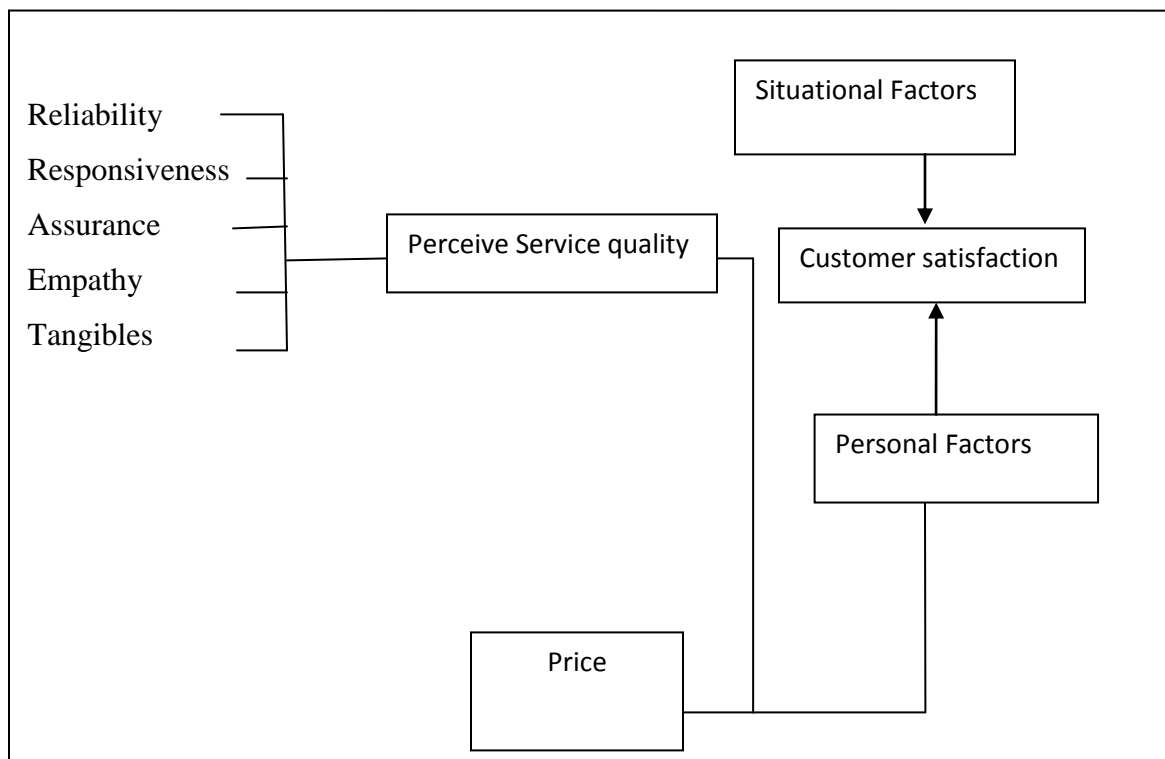 Situational Factors
Reliability
Responsiveness
Assurance
Perceive Service quality
Customer satisfaction
Empathy
Tangibles
Personal Factors
Price